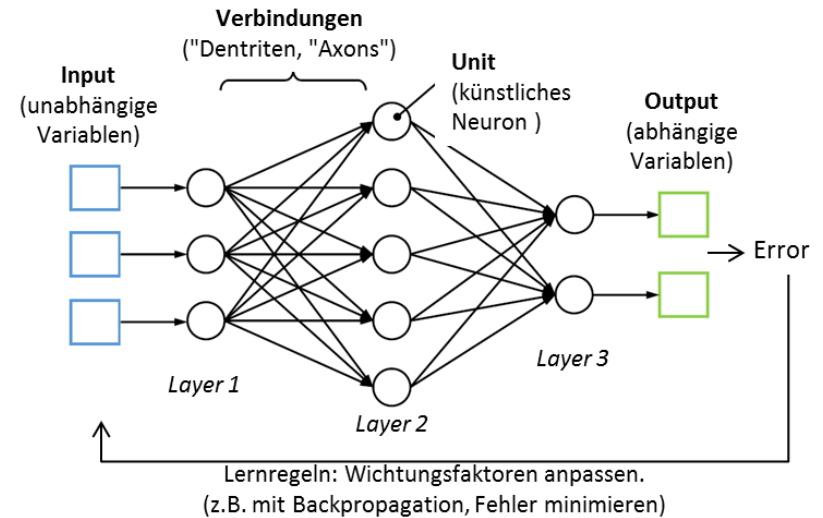 Verbindungen
("Dentriten, "Axons")
Input
(unabhängige
Variablen)
Unit
(künstliches
Neuron )
Output
(abhängige
Variablen)
Error
Layer 1
Layer 2
Layer 3
Lernregeln: Wichtungsfaktoren anpassen.
(z.B. mit Backpropagation, Fehler minimieren)